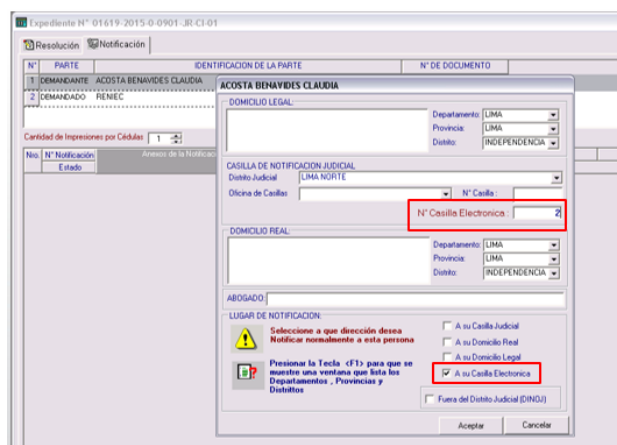 Expediente N° 01619-2015-0-0901-JR-CI-01
Resolución Notificación
N° PARTE IDENTIFICACION DE LA PARTE N° DE DOCUMENTO
1 DEMANDANTE ACOSTA BENAVIDES CLAUDIA
2 DEMANDADO RENIEC
Cantidad de Impresiones por Cédulas 1
Nro. N° Notificación Anexos de la Notificac
Estado
ACOSTA BENAVIDES CLAUDIA
DOMICILIO LEGAL:
Departamento: LIMA
Provincia: LIMA
Distrito: INDEPENDENCIA
CASILLA DE NOTIFICACION JUDICIAL
Distrito Judicial LIMA NORTE
Oficina de Casillas N° Casilla :
N° Casilla Electronica : 2
DOMICILIO REAL:
Departamento: LIMA
Provincia: LIMA
Distrito: INDEPENDENCIA
ABOGADO:
LUGAR DE NOTIFICACION:
Seleccione a que dirección desea
Notificar normalmente a esta persona
Presionar la Tecla <F1> para que se
muestre una ventana que lista los
Departamentos , Provincias y
Distrittos
A su Casilla Judicial
A su Domicilio Real
A su Domicilio Legal
A su Casilla Electronica
Fuera del Distrito Judicial (DINOJ)
Aceptar Cancelar